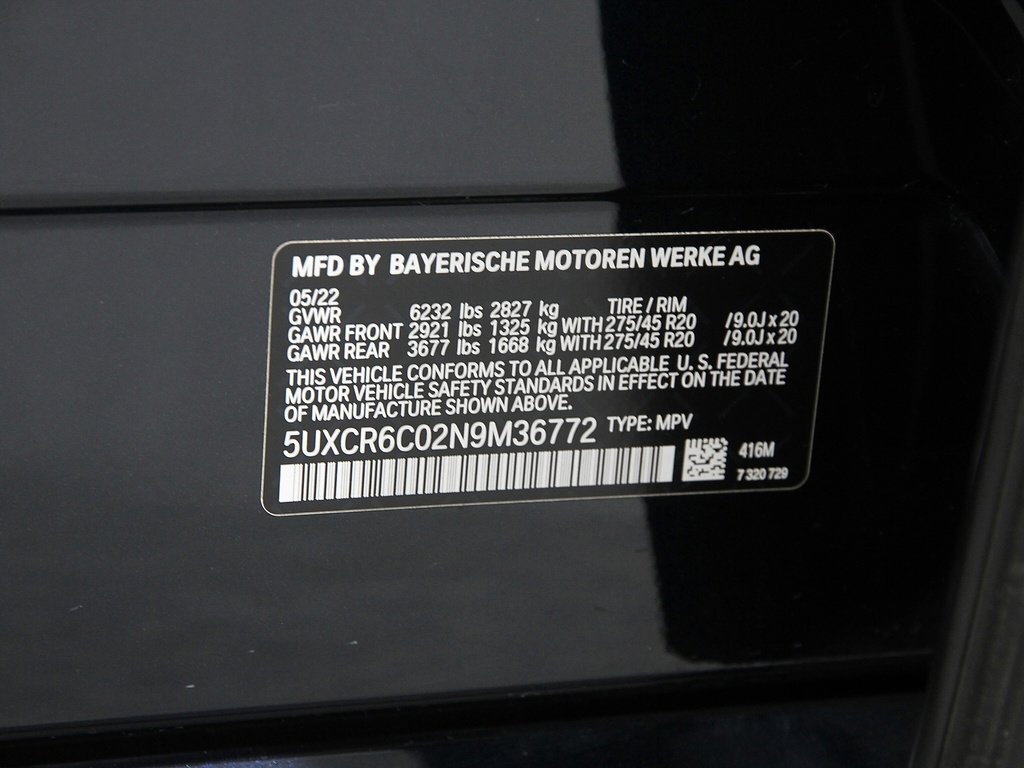 MFD BY BAYERISCHE MOTOREN WERKE AG
05/22
GVWR 6232 lbs 2827 kg TIRE / RIM
GAWR FRONT 2921 lbs 1325 kg WITH 275/45 R20 /9.0J x 20
GAWR REAR 3677 lbs 1668 kg WITH 275/45 R20 /9.0J x 20
THIS VEHICLE CONFORMS TO ALL APPLICABLE U. S. FEDERAL
MOTOR VEHICLE SAFETY STANDARDS IN EFFECT ON THE DATE
OF MANUFACTURE SHOWN ABOVE.
5UXCR6C02N9M36772 TYPE: MPV
416M
7 320 729